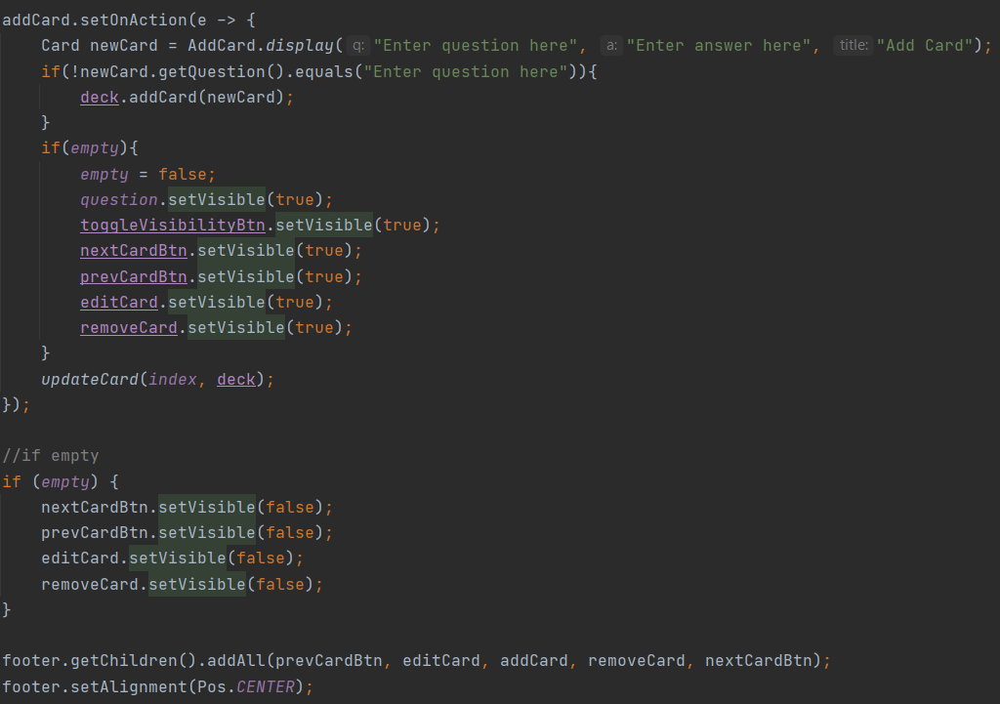 addCard.setOnAction(e -> {
    Card newCard = AddCard.display( q: "Enter question here", a: "Enter answer here", title: "Add Card");
    if(!newCard.getQuestion().equals("Enter question here")){
        deck.addCard(newCard);
    }
    if(empty){
        empty = false;
        question.setVisible(true);
        toggleVisibilityBtn.setVisible(true);
        nextCardBtn.setVisible(true);
        prevCardBtn.setVisible(true);
        editCard.setVisible(true);
        removeCard.setVisible(true);
    }
    updateCard(index, deck);
});
//if empty
if (empty) {
    nextCardBtn.setVisible(false);
    prevCardBtn.setVisible(false);
    editCard.setVisible(false);
    removeCard.setVisible(false);
}
footer.getChildren().addAll(prevCardBtn, editCard, addCard, removeCard, nextCardBtn);
footer.setAlignment(Pos.CENTER);